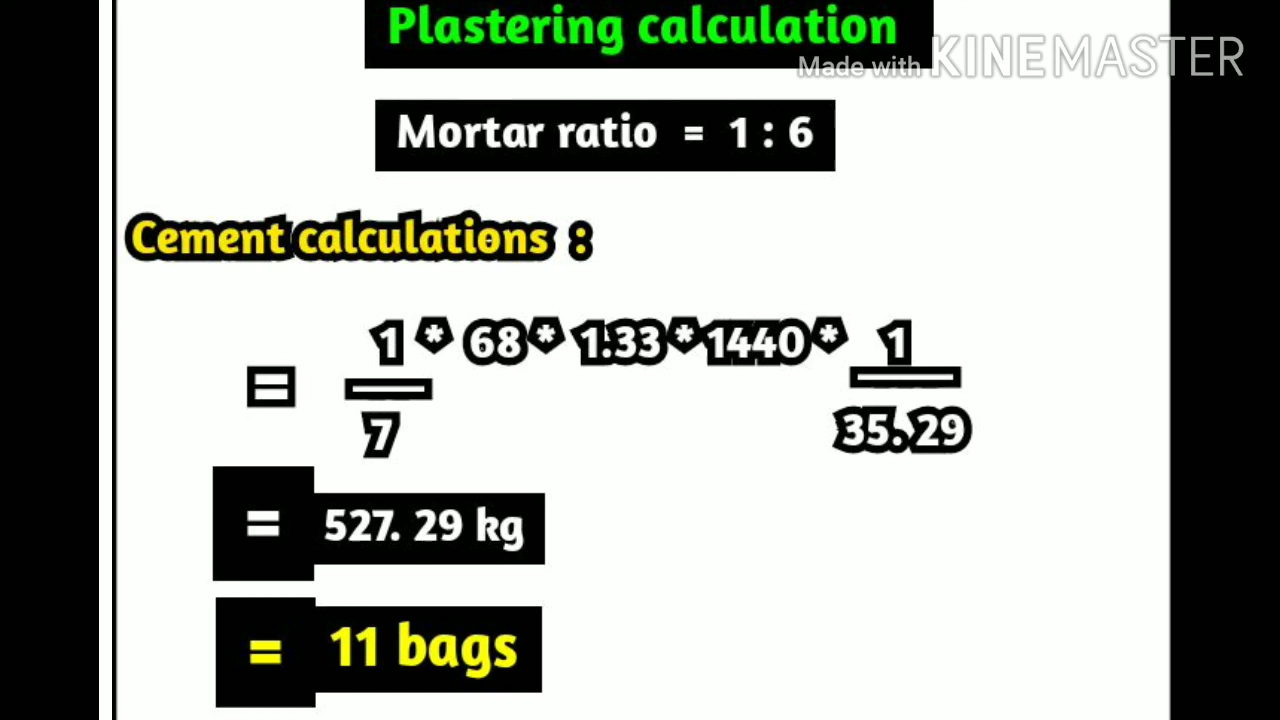 Plastering calculation
Made with KINEMASTER
Mortar ratio = 1 : 6
Cement calculations :
= 1/7 * 68 * 1.33 * 1440 * 1/35.29
= 527. 29 kg
= 11 bags